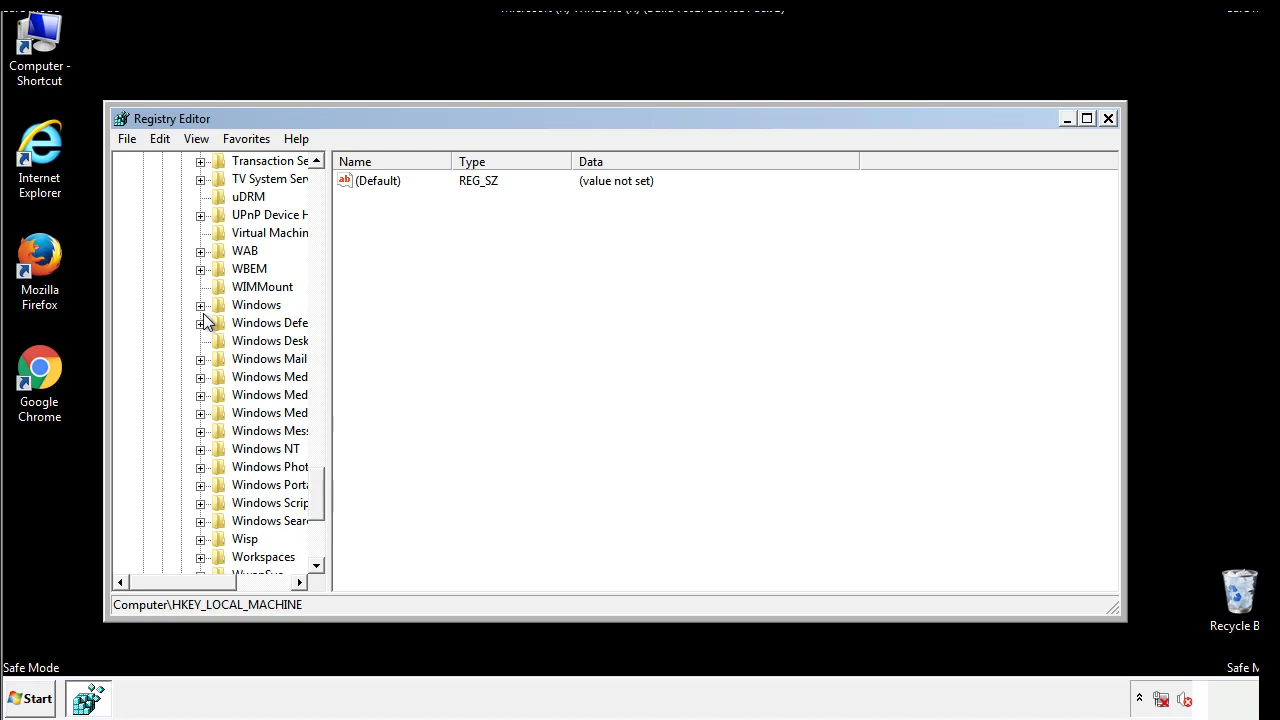 Computer -
Shortcut
Internet
Explorer
Mozilla
Firefox
Google
Chrome
Registry Editor
File Edit View Favorites Help
Transaction Se
TV System Serv
uDRM
UPnP Device H
Virtual Machin
WAB
WBEM
WIMMount
Windows
Windows Defe
Windows Desk
Windows Mail
Windows Med
Windows Med
Windows Med
Windows Mess
Windows NT
Windows Phot
Windows Porta
Windows Scrip
Windows Sear
Wisp
Workspaces
Name Type Data
ab (Default) REG_SZ (value not set)
Computer\HKEY_LOCAL_MACHINE
Recycle B
Safe Mode
Safe M
Start